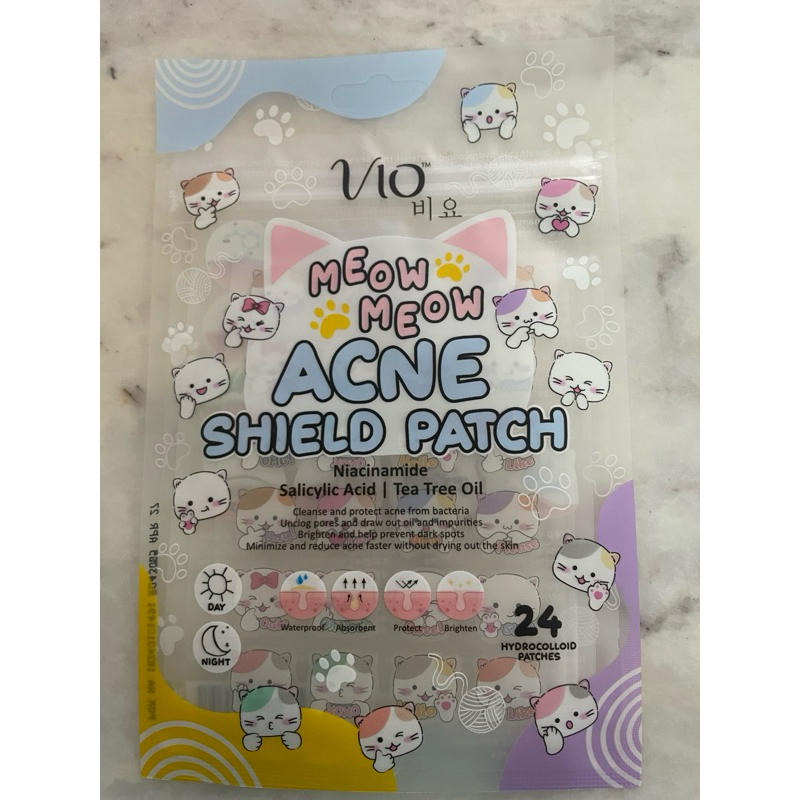 VIO™
비요
MEOW
MEOW
ACNE
SHIELD PATCH
Niacinamide
Salicylic Acid | Tea Tree Oil
Cleanse and protect acne from bacteria
Unclog pores and draw out oil and impurities
Brighten and help prevent dark spots
Minimize and reduce acne faster without drying out the skin
DAY
Waterproof
Absorbent
Protect
Brighten
NIGHT
24
HYDROCOLLOID
PATCHES
APR 27